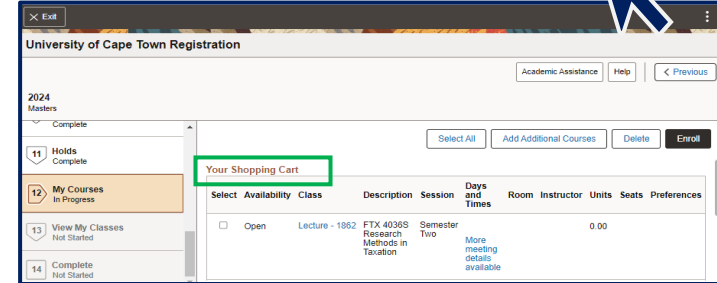 Exit
University of Cape Town Registration
Academic Assistance Help Previous
2024
Masters
Complete
Select All Add Additional Courses Delete Enroll
11 Holds
Complete
Your Shopping Cart
12 My Courses
In Progress
Select Availability Class Description Session Days and Times Room Instructor Units Seats Preferences
13 View My Classes
Not Started
Open Lecture - 1862 FTX 4036S Semester 0.00
Research Two
Methods in More
Taxation meeting
details
available
14 Complete
Not Started